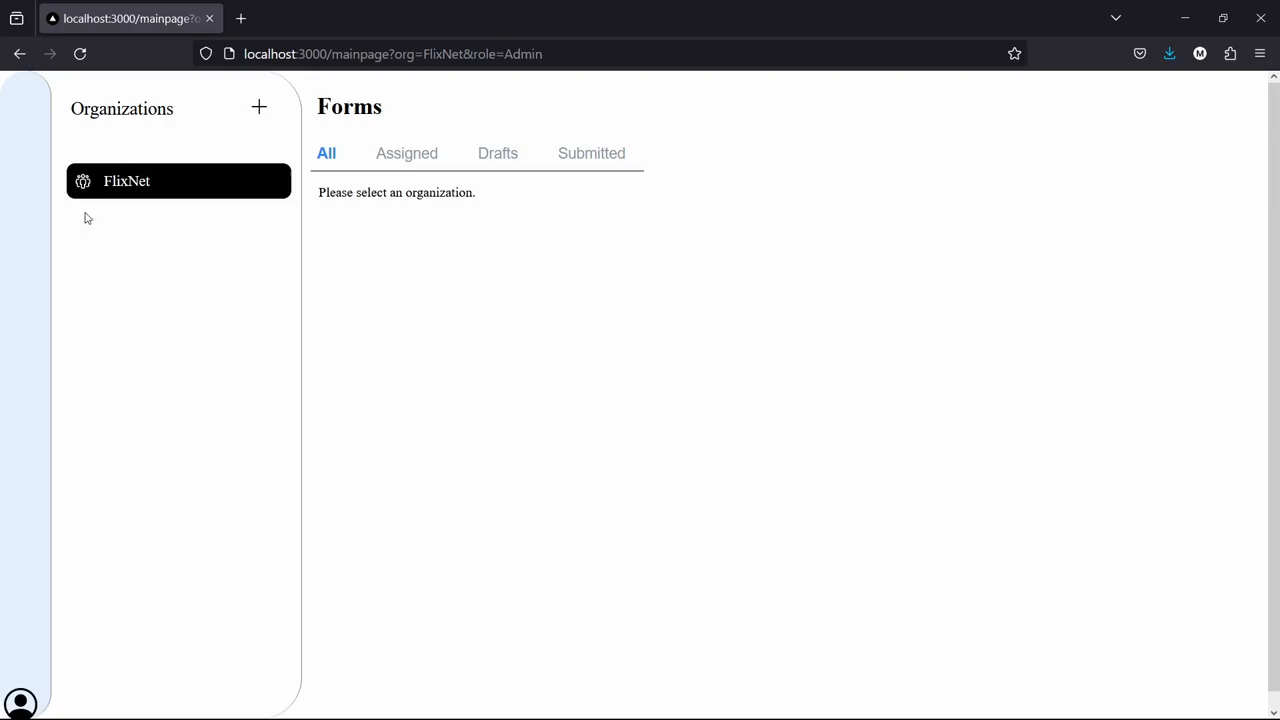 localhost:3000/mainpage?o
localhost:3000/mainpage?org=FlixNet&role=Admin
M
Organizations
FlixNet
Forms
All Assigned Drafts Submitted
Please select an organization.